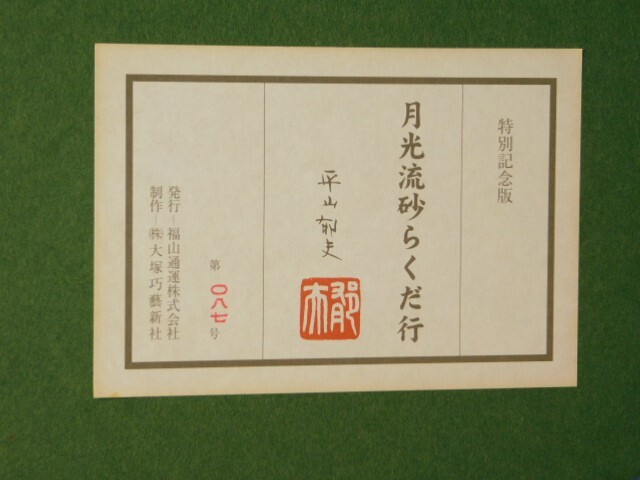 特別記念版
月光流砂らくだ行
平山郁夫
郁夫
第〇八七号
発行＝福山通運株式会社
制作＝㈱大塚巧藝新社